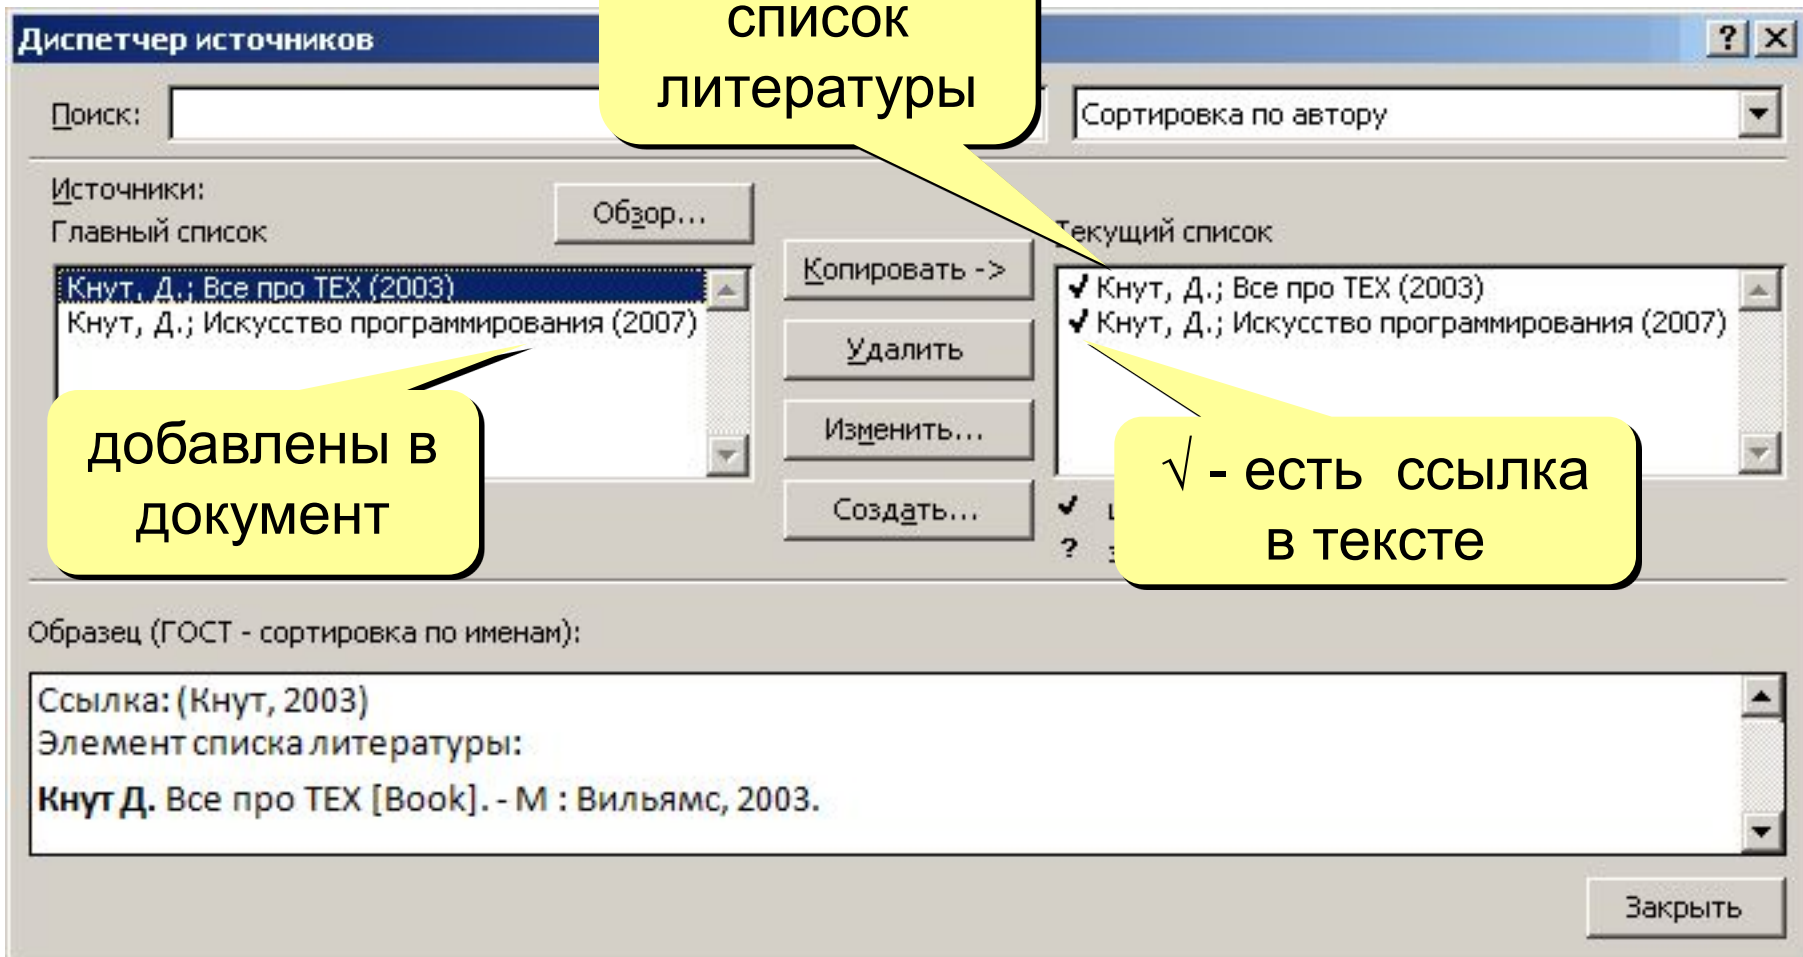 список
литературы
Диспетчер источников
Поиск:
Сортировка по автору
Источники:
Главный список
Обзор...
Текущий список
Кнут, Д.; Все про TEX (2003)
Кнут, Д.; Искусство программирования (2007)
Копировать ->
Удалить
Изменить...
Создать...
Кнут, Д.; Все про TEX (2003)
Кнут, Д.; Искусство программирования (2007)
добавлены в
документ
√ - есть ссылка
в тексте
?
Образец (ГОСТ - сортировка по именам):
Ссылка: (Кнут, 2003)
Элемент списка литературы:
Кнут Д. Все про TEX [Book]. - М : Вильямс, 2003.
Закрыть